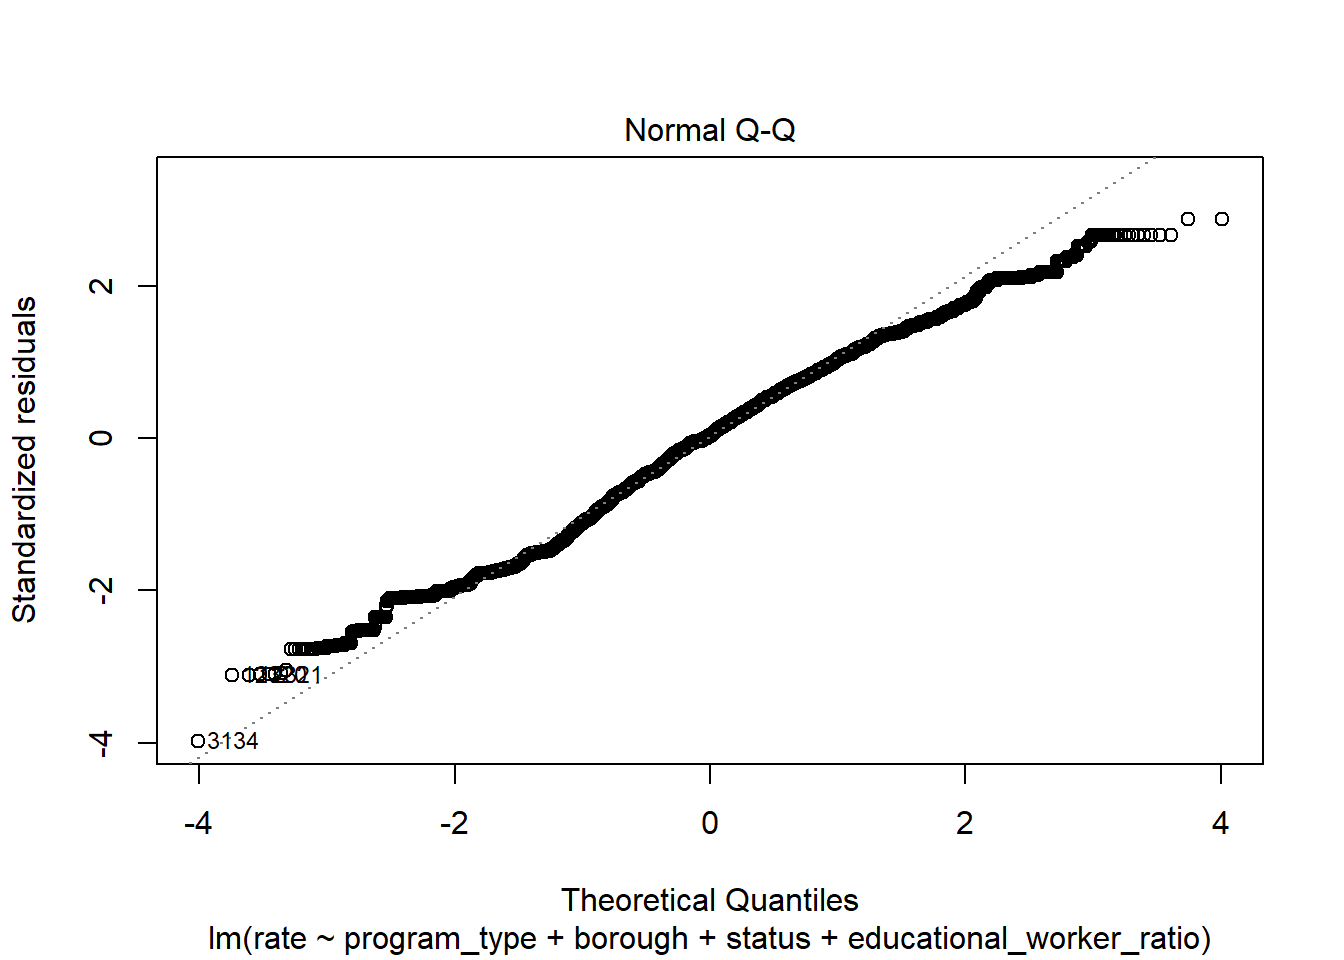 Normal Q-Q
Standardized residuals
2
0
-2
-4
3134
-4
-2
0
2
4
Theoretical Quantiles
lm(rate ~ program_type + borough + status + educational_worker_ratio)